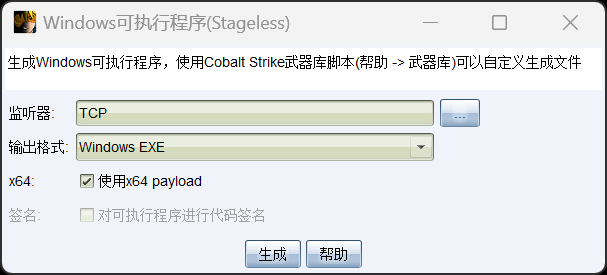 Windows可执行程序(Stageless)
生成Windows可执行程序，使用Cobalt Strike武器库脚本(帮助 -> 武器库)可以自定义生成文件
监听器: TCP ...
输出格式: Windows EXE
x64: 使用x64 payload
签名: 对可执行程序进行代码签名
生成 帮助